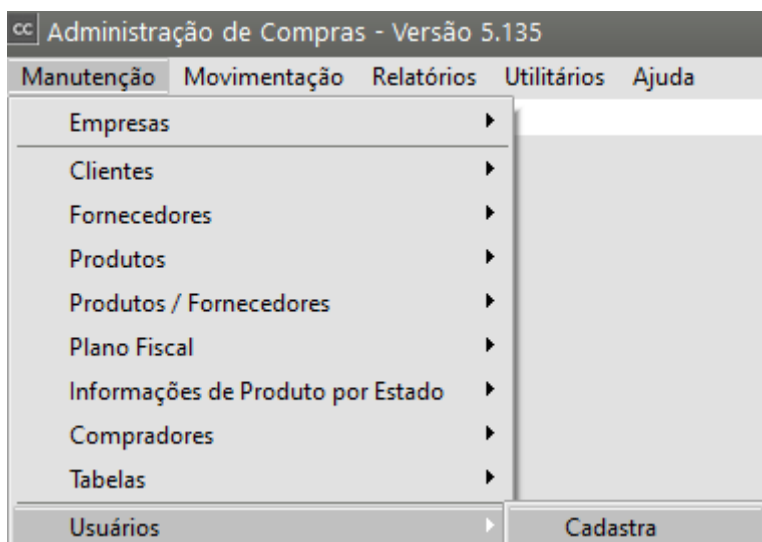 cc Administração de Compras - Versão 5.135
Manutenção Movimentação Relatórios Utilitários Ajuda
Empresas
Clientes
Fornecedores
Produtos
Produtos / Fornecedores
Plano Fiscal
Informações de Produto por Estado
Compradores
Tabelas
Usuários Cadastra